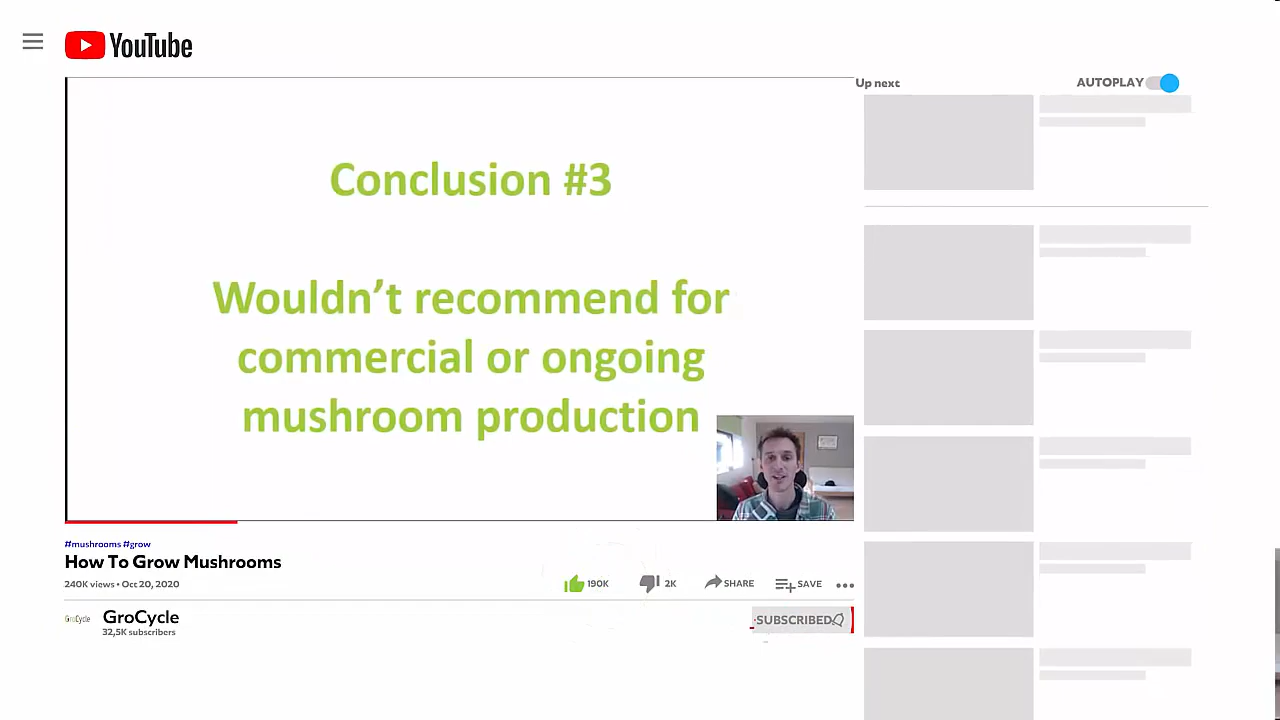 YouTube
Up next
AUTOPLAY
Conclusion #3
Wouldn't recommend for
commercial or ongoing
mushroom production
#mushrooms #grow
How To Grow Mushrooms
240K views • Oct 20, 2020
190K
2K
SHARE
SAVE
GroCycle
GroCycle
32,5K subscribers
SUBSCRIBED